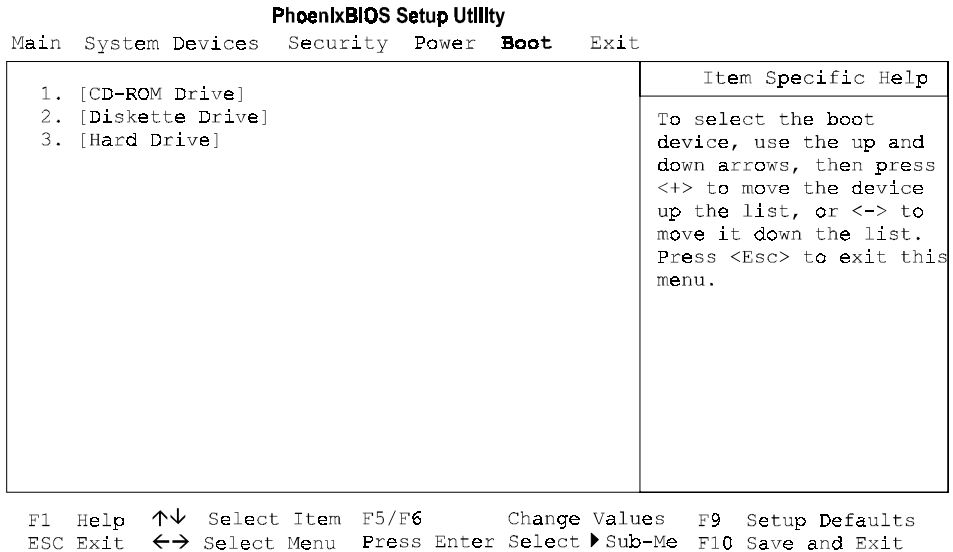 PhoenixBIOS Setup Utility
Main System Devices Security Power Boot Exit
1. [CD-ROM Drive]
2. [Diskette Drive]
3. [Hard Drive]
Item Specific Help
To select the boot
device, use the up and
down arrows, then press
<+> to move the device
up the list, or <-> to
move it down the list.
Press <Esc> to exit this
menu.
F1 Help ↑↓ Select Item F5/F6 Change Values F9 Setup Defaults
ESC Exit ←→ Select Menu Press Enter Select ▶ Sub-Me F10 Save and Exit